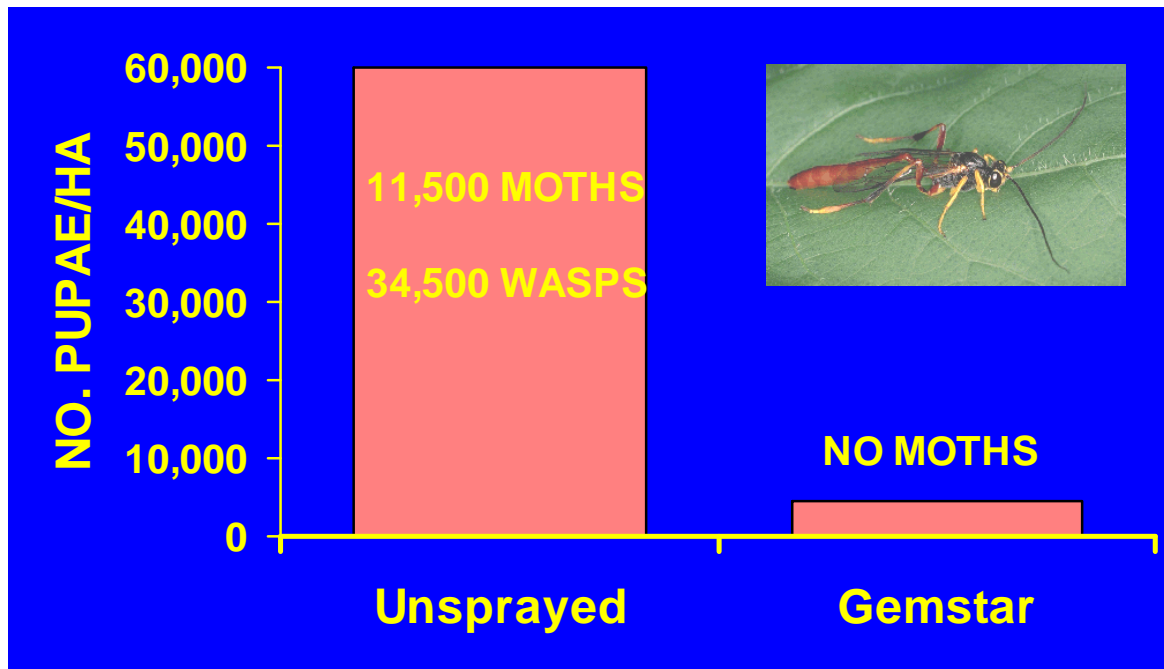 NO. PUPAE/HA
60,000
50,000
40,000
30,000
20,000
10,000
0
11,500 MOTHS
34,500 WASPS
NO MOTHS
Unsprayed
Gemstar